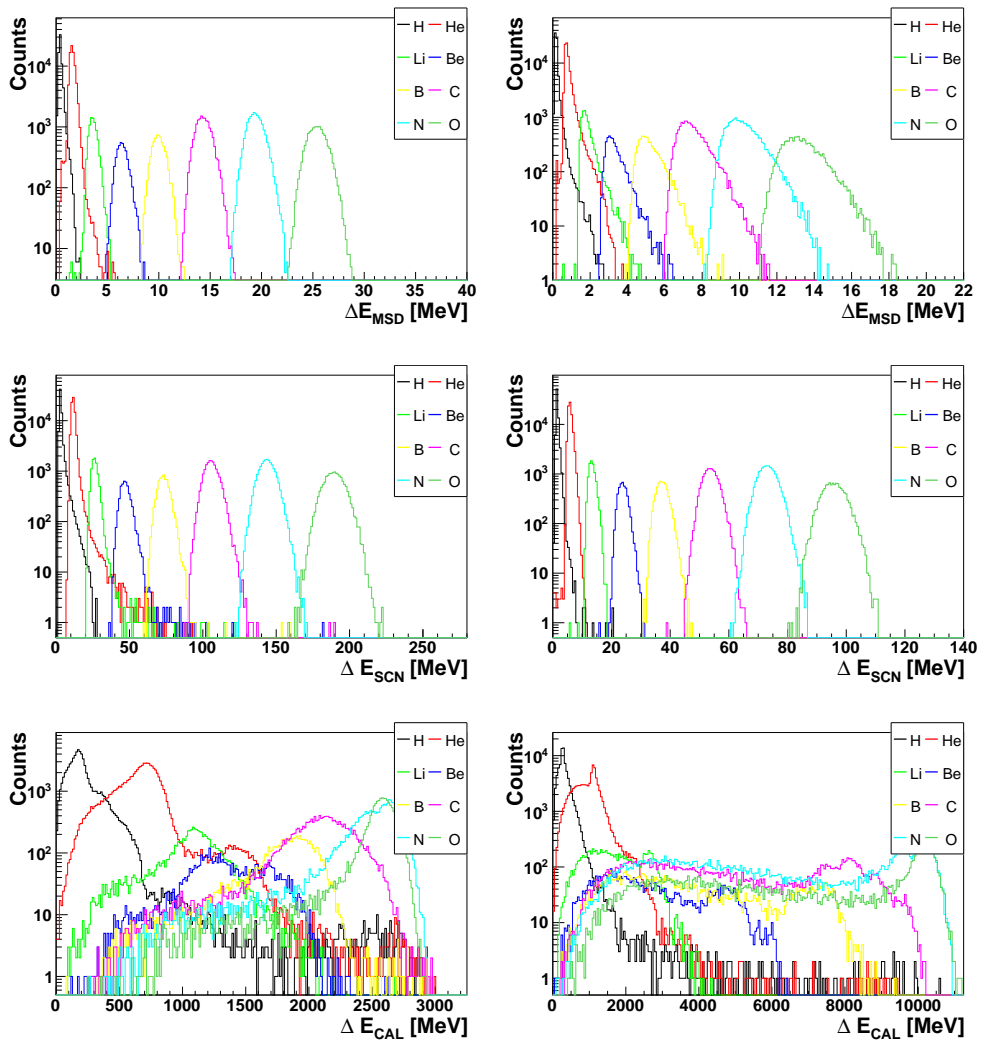 Counts
10⁴
10³
10²
10
0 5 10 15 20 25 30 35 40
ΔE_MSD [MeV]
H He
Li Be
B C
N O
Counts
10⁴
10³
10²
10
1
0 2 4 6 8 10 12 14 16 18 20 22
ΔE_MSD [MeV]
H He
Li Be
B C
N O
Counts
10⁴
10³
10²
10
1
0 50 100 150 200 250
Δ E_SCN [MeV]
H He
Li Be
B C
N O
Counts
10⁴
10³
10²
10
1
0 20 40 60 80 100 120 140
Δ E_SCN [MeV]
H He
Li Be
B C
N O
Counts
10³
10²
10
1
0 500 1000 1500 2000 2500 3000
Δ E_CAL [MeV]
H He
Li Be
B C
N O
Counts
10⁴
10³
10²
10
1
0 2000 4000 6000 8000 10000
Δ E_CAL [MeV]
H He
Li Be
B C
N O